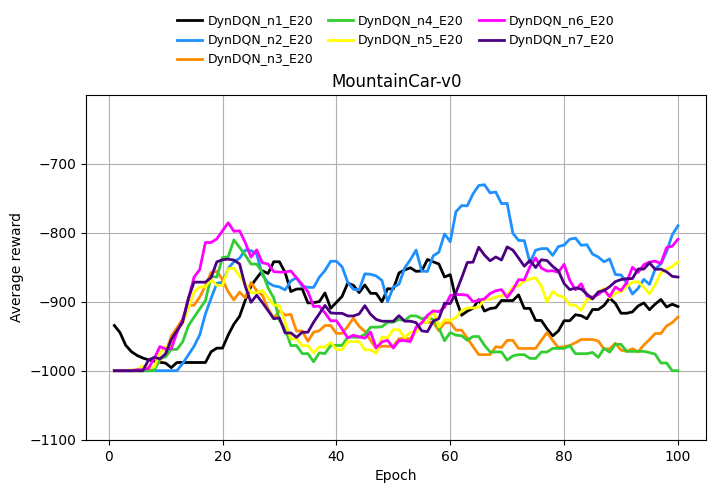 DynDQN_n1_E20 DynDQN_n4_E20 DynDQN_n6_E20
DynDQN_n2_E20 DynDQN_n5_E20 DynDQN_n7_E20
DynDQN_n3_E20
MountainCar-v0
−700
−800
−900
−1000
−1100
Average reward
0 20 40 60 80 100
Epoch